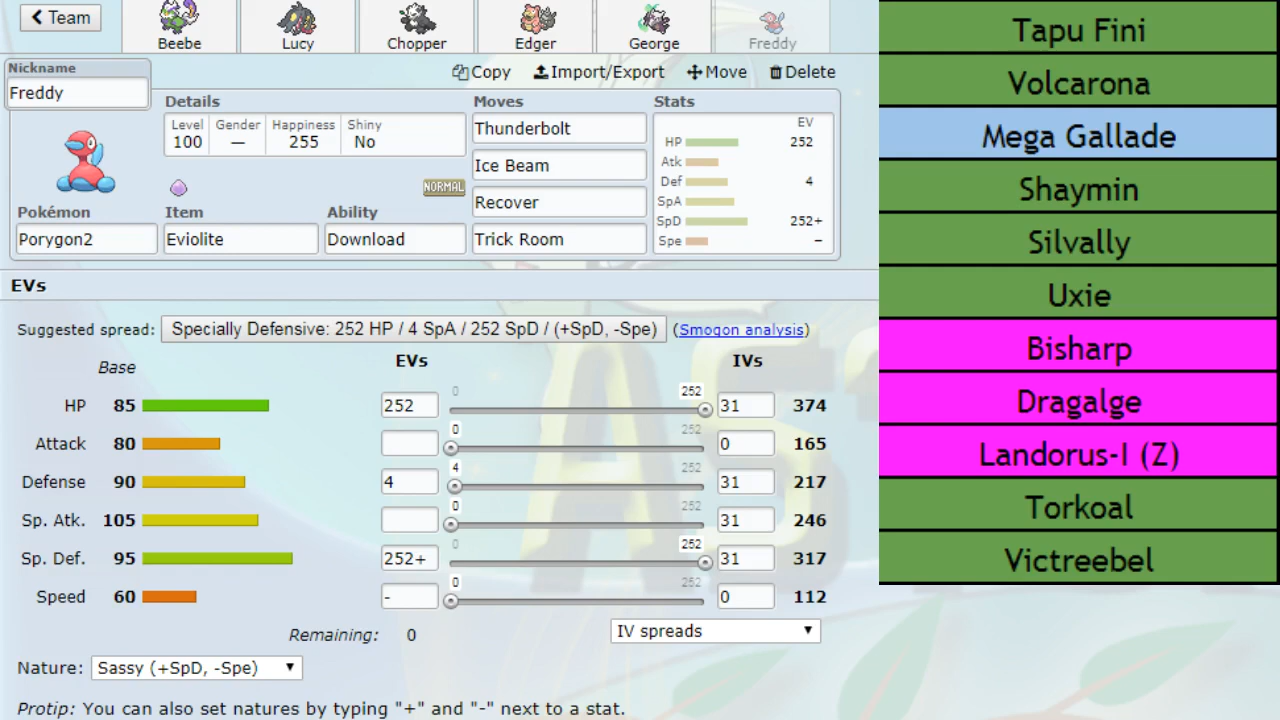 Team
Beebe
Lucy
Chopper
Edger
George
Freddy
Nickname
Freddy
Copy
Import/Export
Move
Delete
Details
Moves
Stats
Level
Gender
Happiness
Shiny
100
—
255
No
NORMAL
Pokémon
Item
Ability
Porygon2
Eviolite
Download
Thunderbolt
Ice Beam
Recover
Trick Room
EV
HP 252
Atk
Def 4
SpA
SpD 252+
Spe –
EVs
Suggested spread: Specially Defensive: 252 HP / 4 SpA / 252 SpD / (+SpD, -Spe) (Smogon analysis)
Base EVs IVs
HP 85 252 0 252 31 374
Attack 80 0 252 0 165
Defense 90 4 4 252 31 217
Sp. Atk. 105 0 252 31 246
Sp. Def. 95 252+ 0 252 31 317
Speed 60 - 0 252 0 112
Remaining: 0
IV spreads
Nature: Sassy (+SpD, -Spe)
Protip: You can also set natures by typing "+" and "-" next to a stat.
Tapu Fini
Volcarona
Mega Gallade
Shaymin
Silvally
Uxie
Bisharp
Dragalge
Landorus-I (Z)
Torkoal
Victreebel